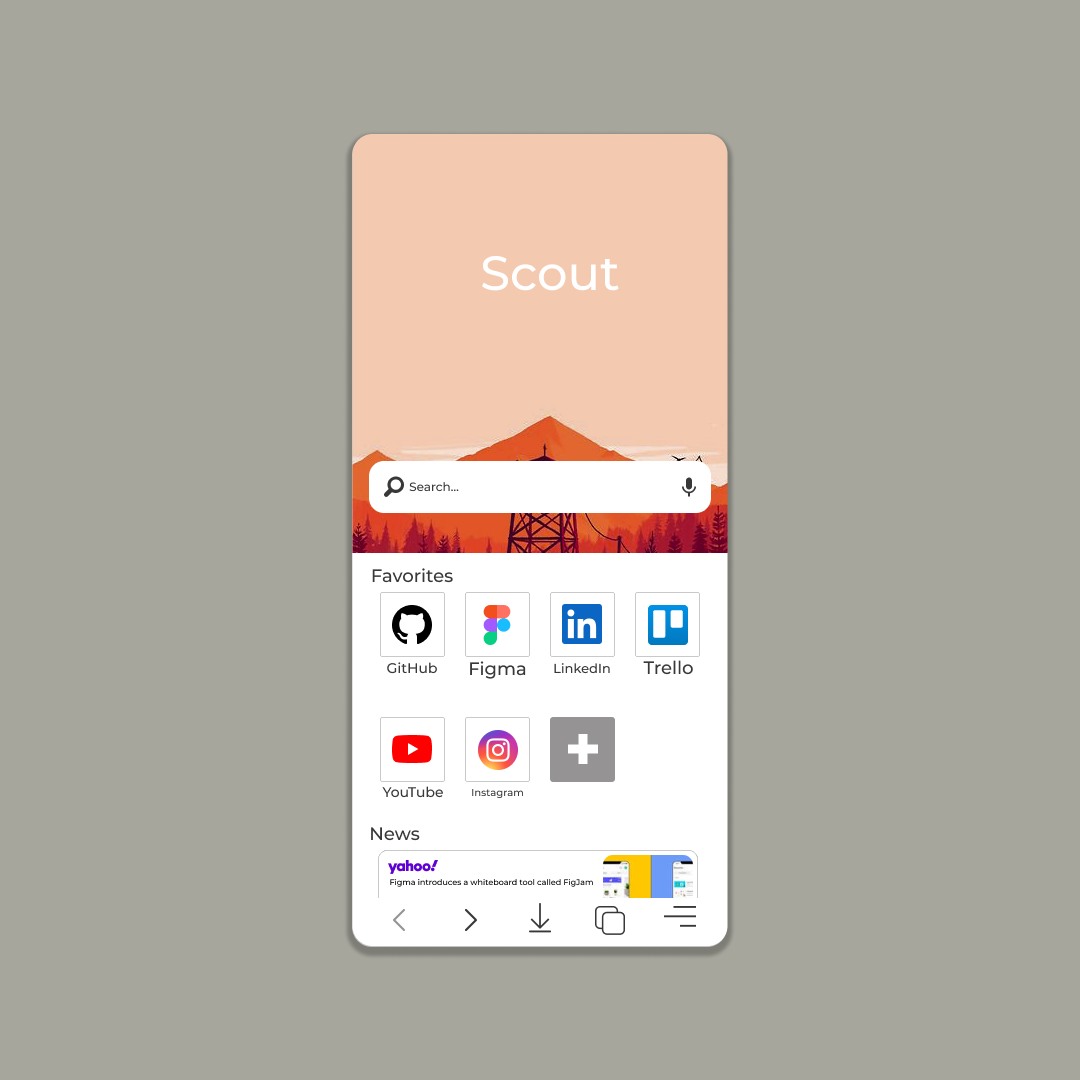 Scout
Search...
Favorites
GitHub Figma LinkedIn Trello
YouTube Instagram
News
yahoo!
Figma introduces a whiteboard tool called FigJam